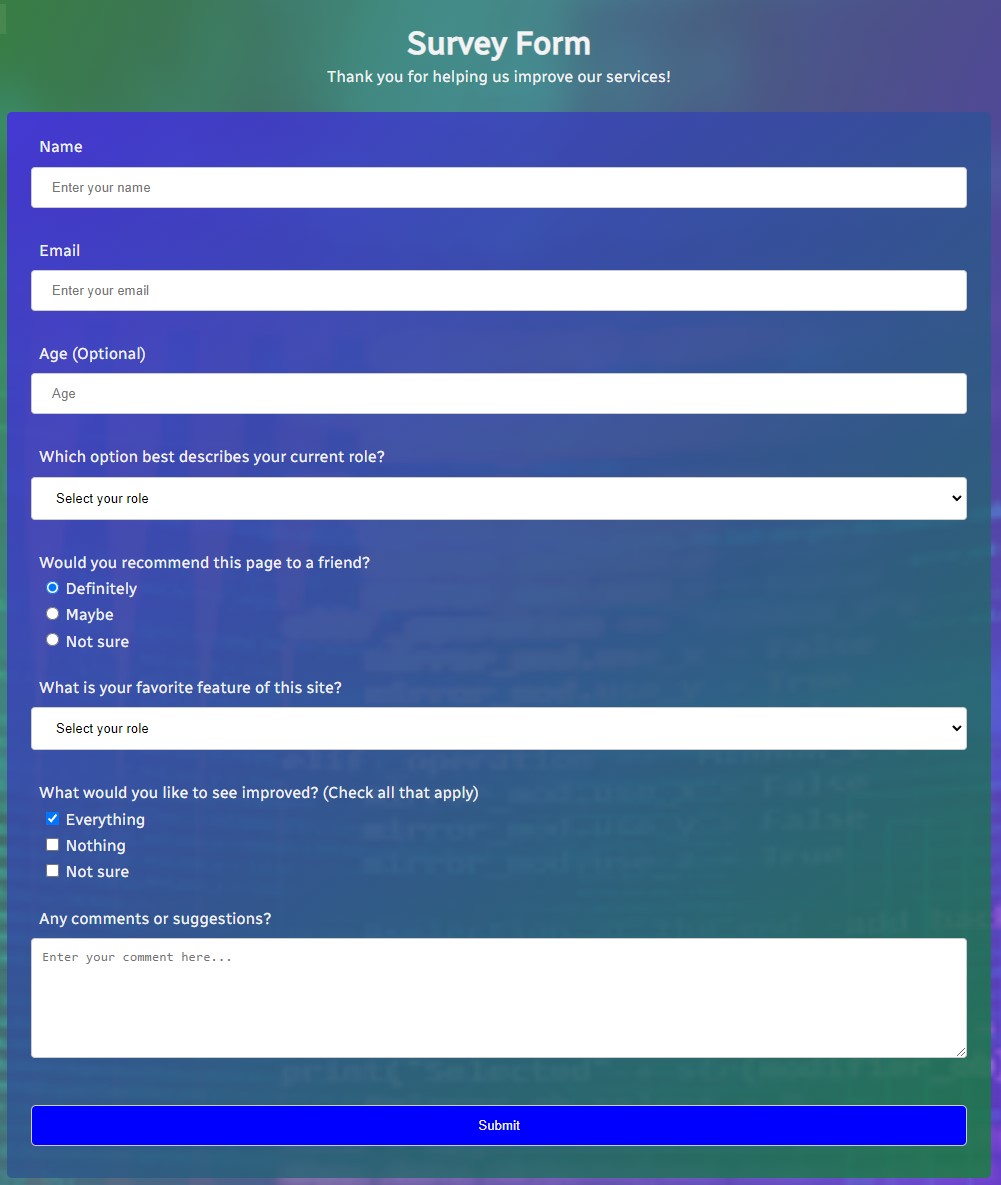 Survey Form
Thank you for helping us improve our services!
Name
Enter your name
Email
Enter your email
Age (Optional)
Age
Which option best describes your current role?
Select your role
Would you recommend this page to a friend?
Definitely
Maybe
Not sure
What is your favorite feature of this site?
Select your role
What would you like to see improved? (Check all that apply)
Everything
Nothing
Not sure
Any comments or suggestions?
Enter your comment here...
Submit